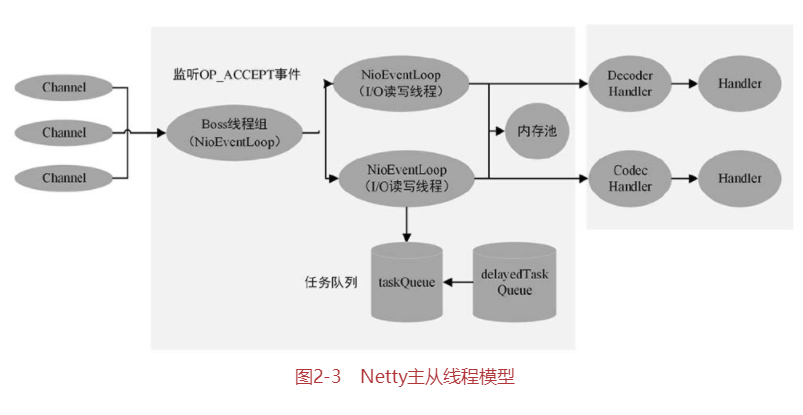 监听OP_ACCEPT事件
Channel
Channel
Channel
Boss线程组
（NioEventLoop）
NioEventLoop
（I/O读写线程）
NioEventLoop
（I/O读写线程）
内存池
Decoder
Handler
Handler
Codec
Handler
Handler
任务队列
taskQueue
delayedTask
Queue
图2-3 Netty主从线程模型